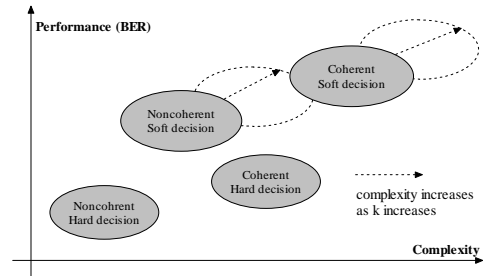 Performance (BER)
Coherent
Soft decision
Noncoherent
Soft decision
Coherent
Hard decision
Noncohrent
Hard decision
complexity increases
as k increases
Complexity